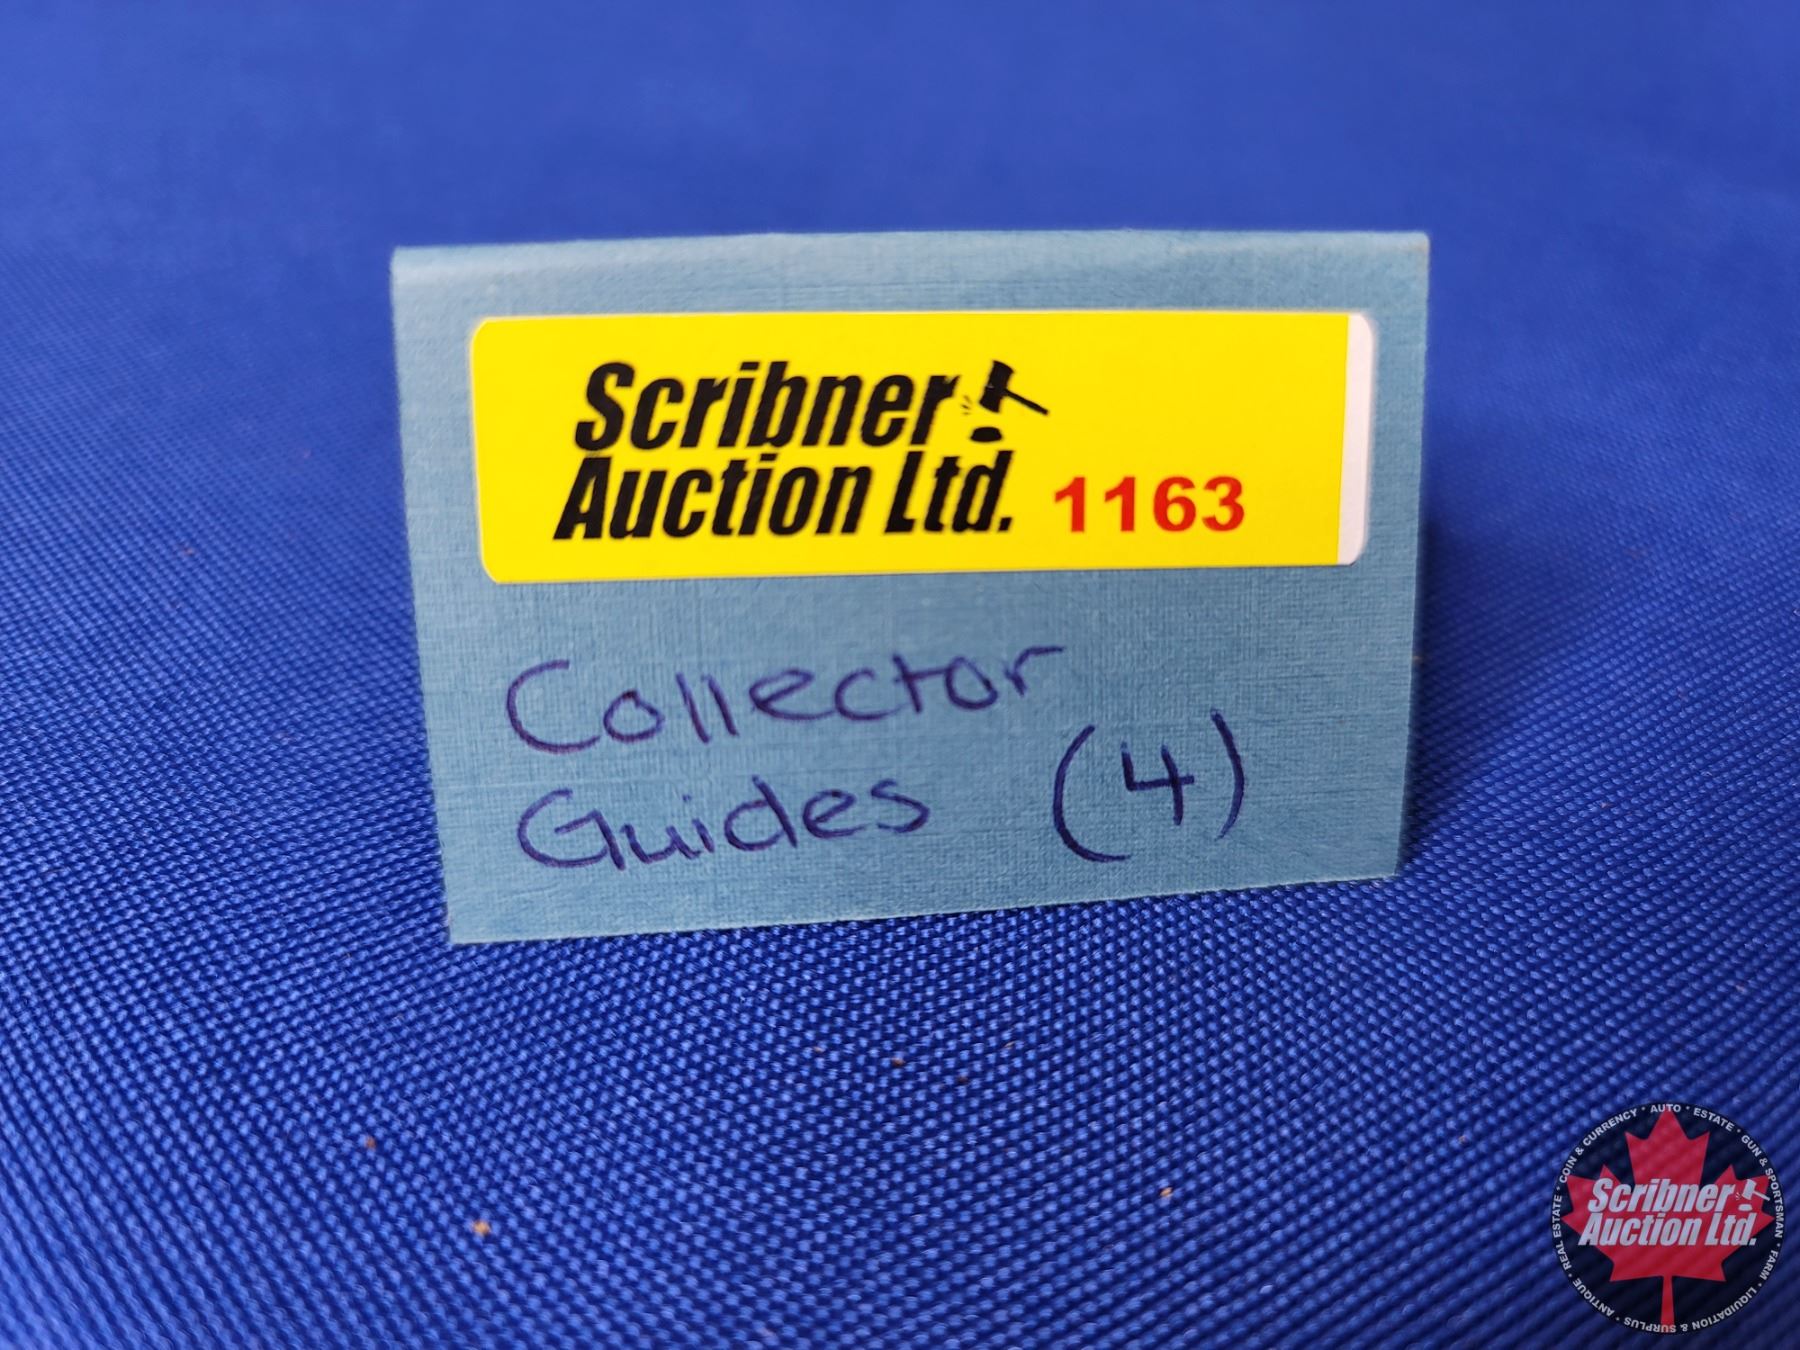 Scribner
Auction Ltd. 1163
Collector
Guides (4)
COIN & CURRENCY • AUTO • ESTATE • GUN & SPORTSMAN • FARM • LIQUIDATION & SURPLUS • ANTIQUE • REAL ESTATE •
Scribner
Auction Ltd.